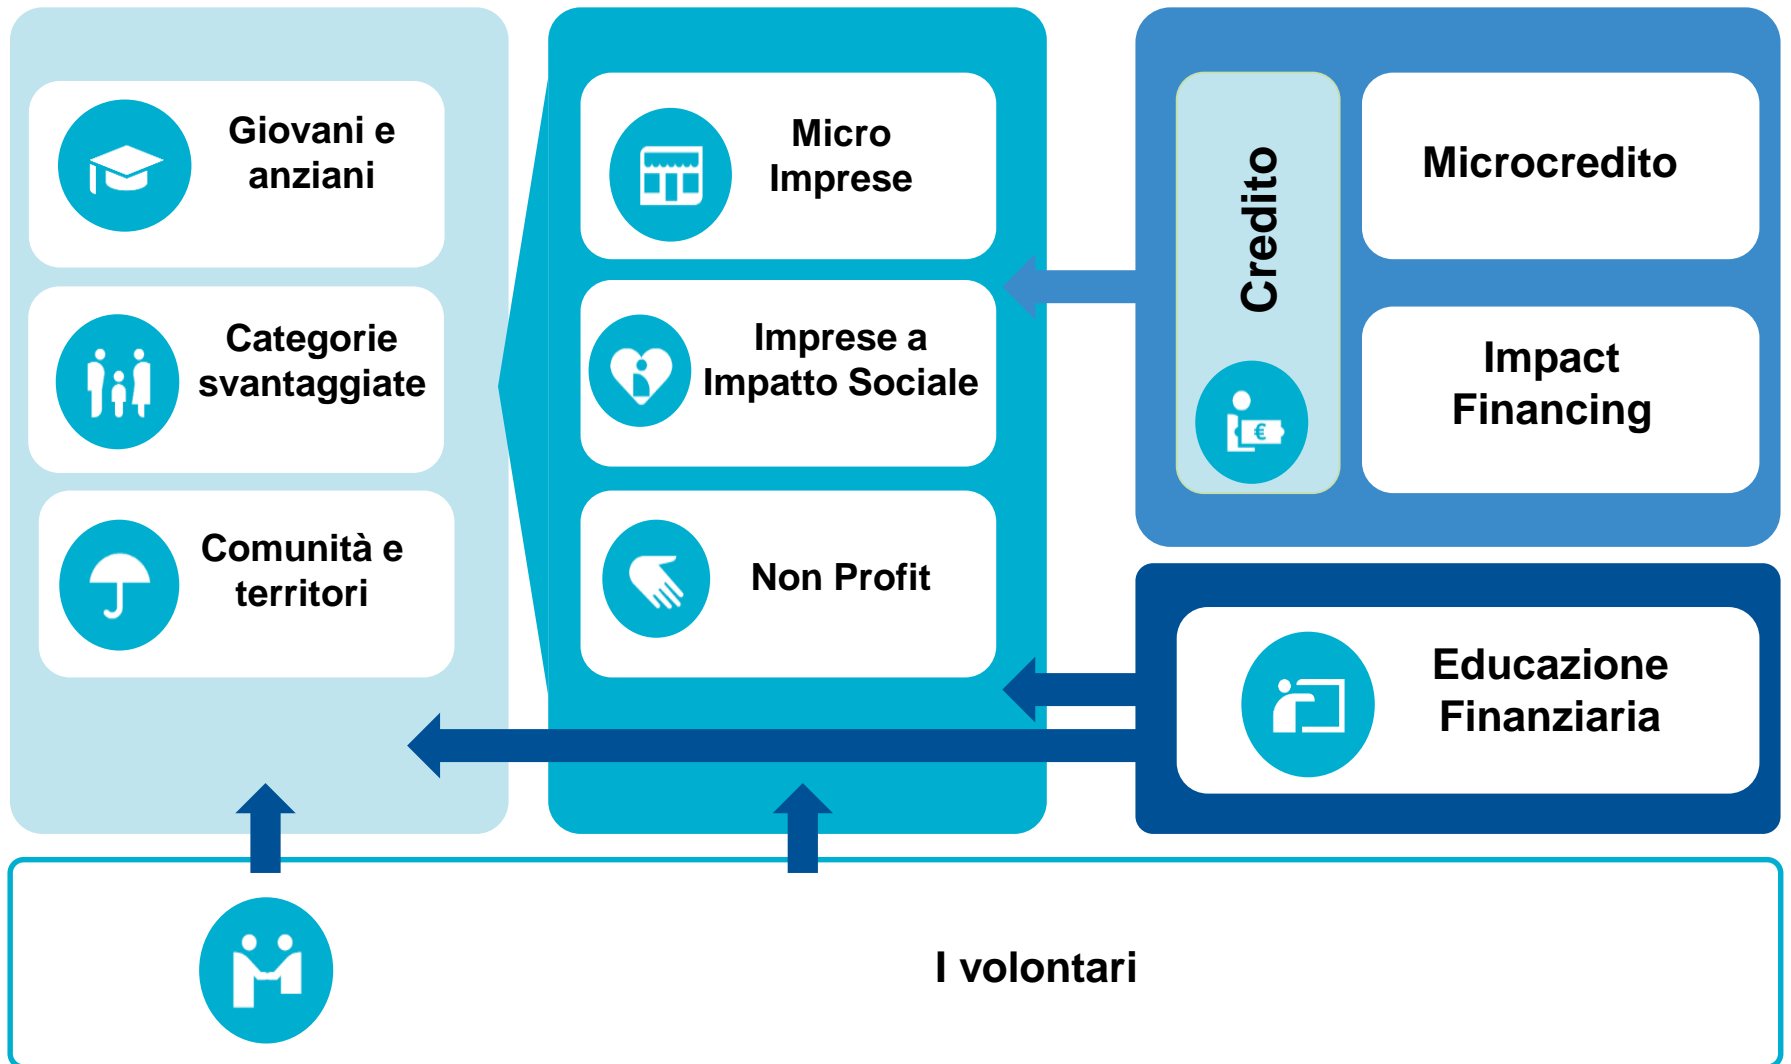 Giovani e
anziani
Categorie
svantaggiate
Comunità e
territori
Micro
Imprese
Imprese a
Impatto Sociale
Non Profit
Credito
€
Microcredito
Impact
Financing
Educazione
Finanziaria
I volontari